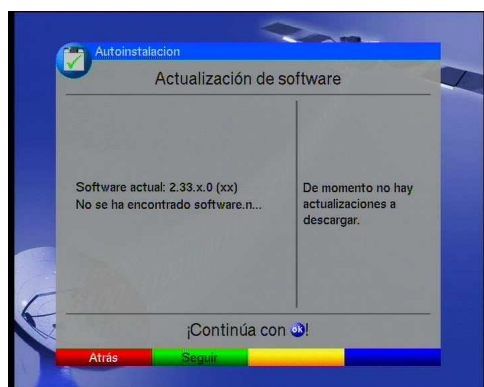 Autoinstalacion
Actualización de software
Software actual: 2.33.x.0 (xx)
No se ha encontrado software.n...
De momento no hay
actualizaciones a
descargar.
¡Continúa con ok!
Atrás
Seguir